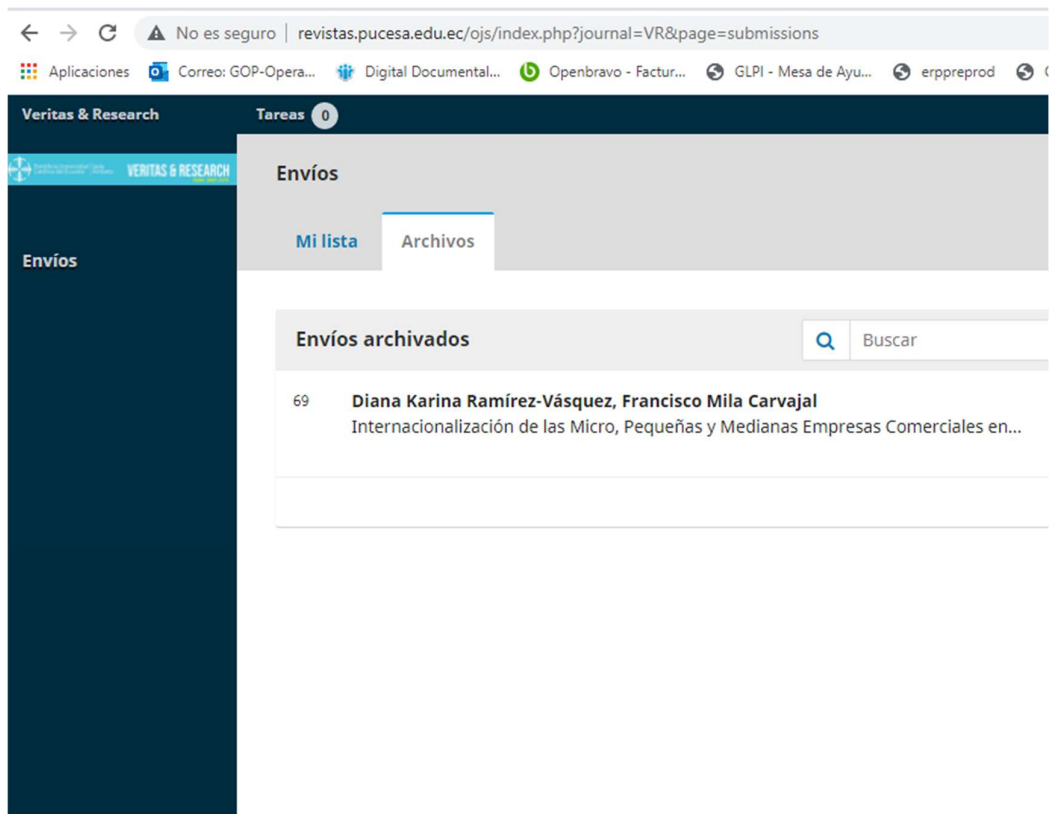 No es seguro | revistas.pucesa.edu.ec/ojs/index.php?journal=VR&page=submissions
Aplicaciones Correo: GOP-Opera... Digital Documental... Openbravo - Factur... GLPI - Mesa de Ayu... erppreprod
Veritas & Research Tareas 0
VERITAS & RESEARCH
Envíos
Mi lista Archivos
Envíos
Envíos archivados Buscar
69 Diana Karina Ramírez-Vásquez, Francisco Mila Carvajal
Internacionalización de las Micro, Pequeñas y Medianas Empresas Comerciales en...